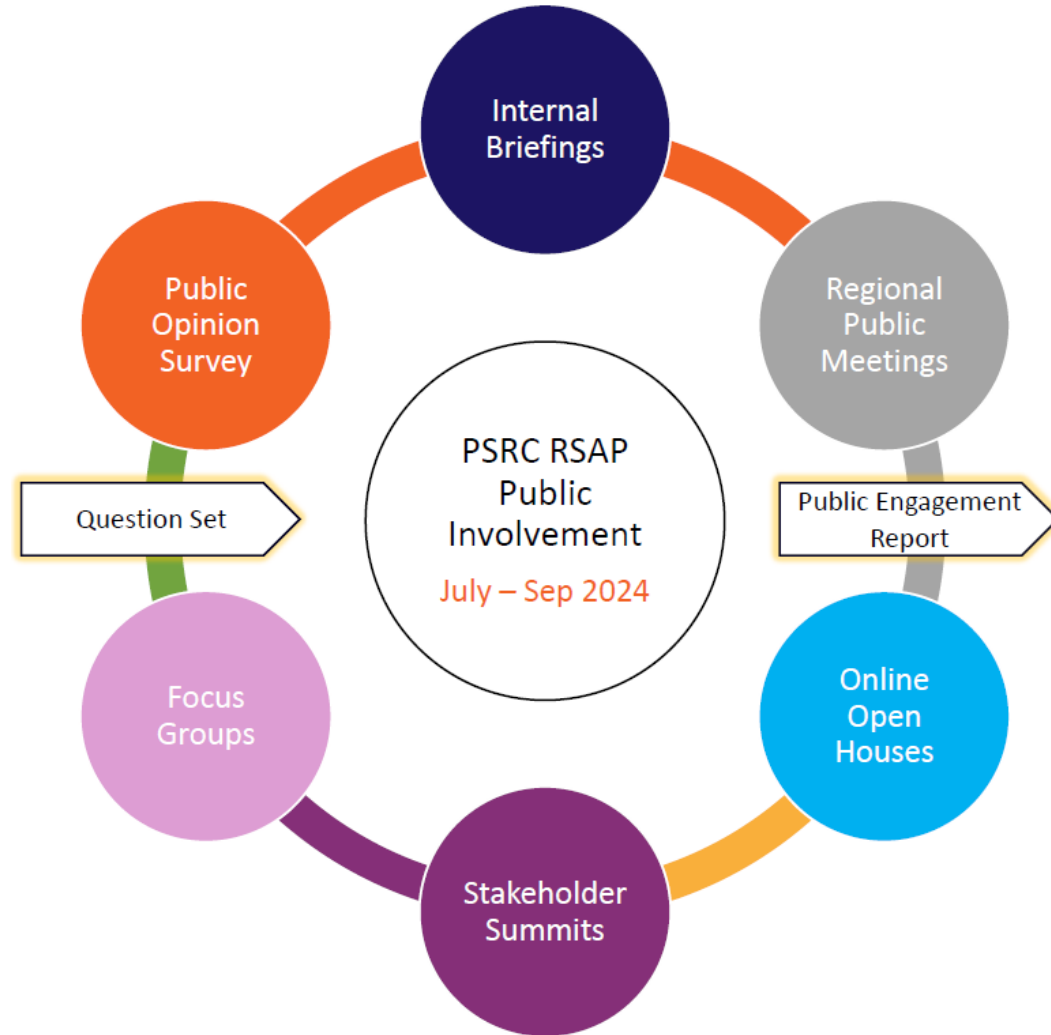 Internal
Briefings
Public
Opinion
Survey
Regional
Public
Meetings
PSRC RSAP
Public
Involvement
July – Sep 2024
Question Set
Public Engagement
Report
Focus
Groups
Online
Open
Houses
Stakeholder
Summits